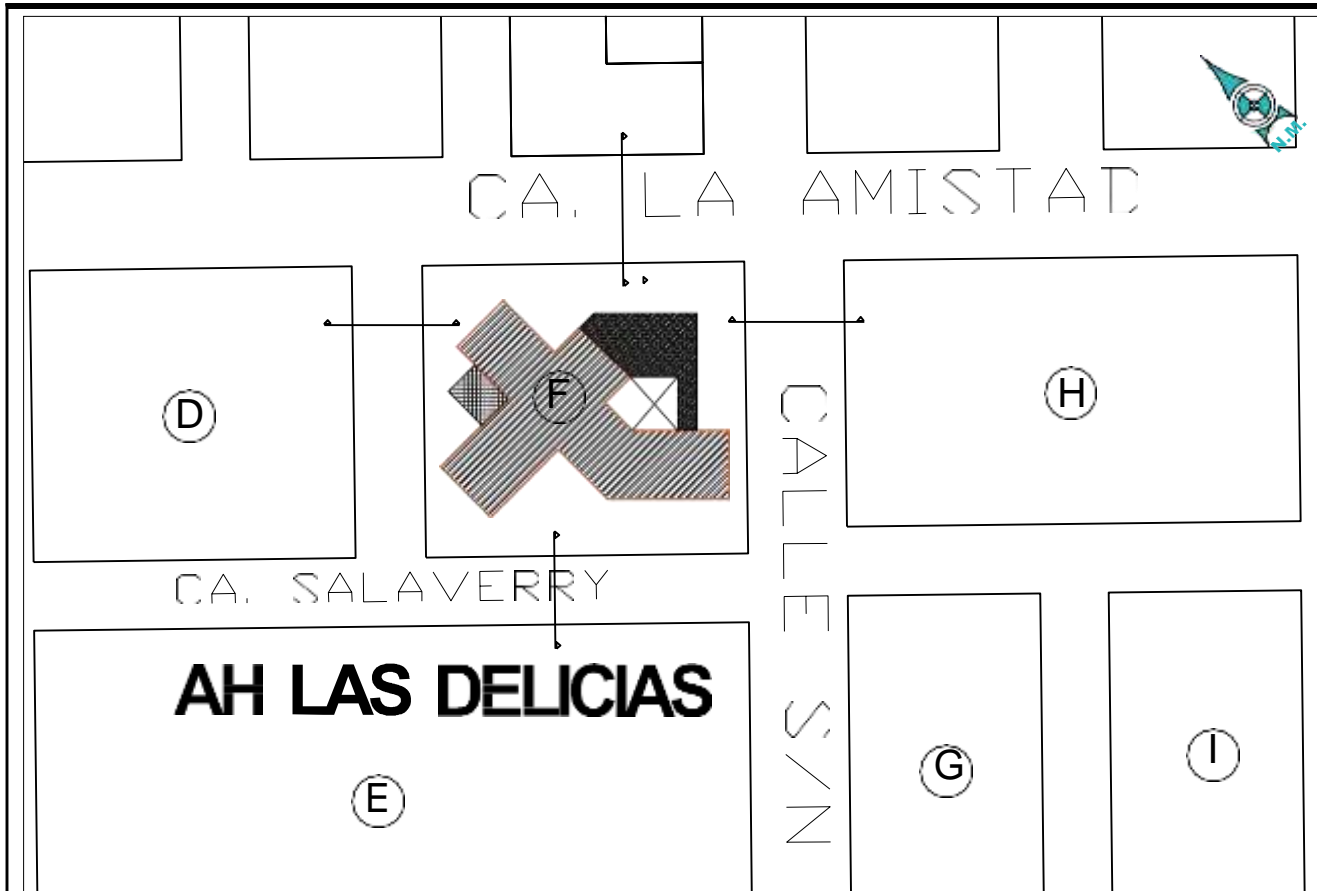 N.M.
CA. LA AMISTAD
D
F
H
CALLE S/N
CA. SALAVERRY
AH LAS DELICIAS
E
G
I